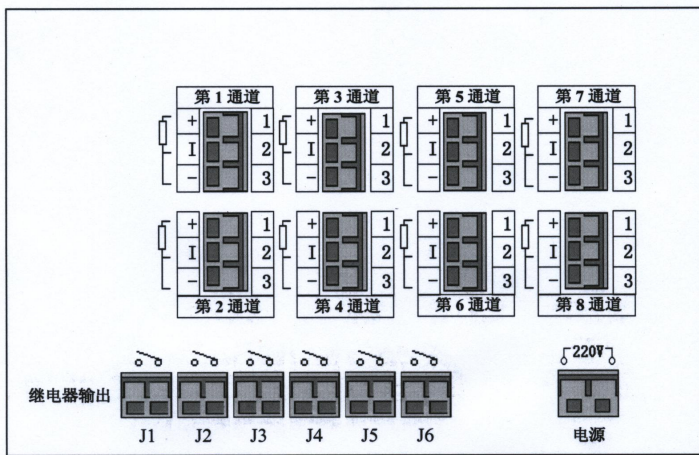 第1通道 第3通道 第5通道 第7通道
+ 1 + 1 + 1 + 1
I 2 I 2 I 2 I 2
− 3 − 3 − 3 − 3
+ 1 + 1 + 1 + 1
I 2 I 2 I 2 I 2
− 3 − 3 − 3 − 3
第2通道 第4通道 第6通道 第8通道
220V
继电器输出
J1 J2 J3 J4 J5 J6 电源